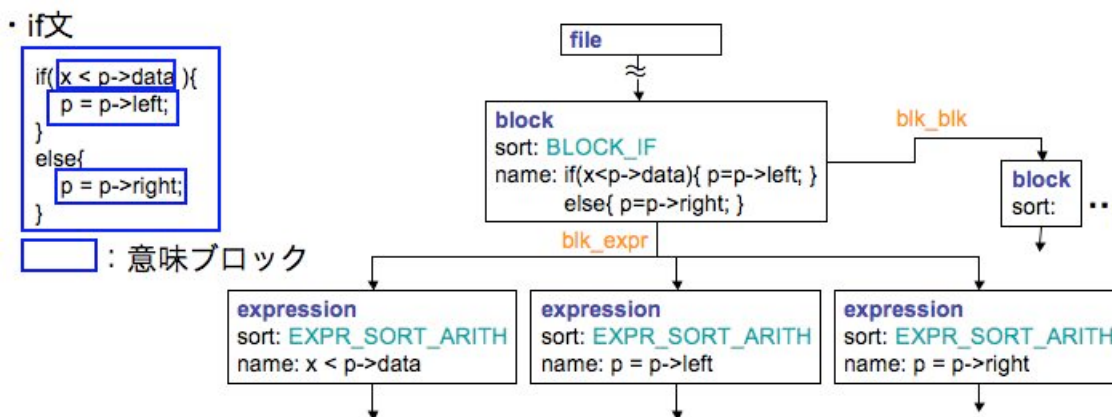 ・if文
if( x < p->data ){
p = p->left;
}
else{
p = p->right;
}
：意味ブロック
file
block
sort: BLOCK_IF
name: if(x<p->data){ p=p->left; }
else{ p=p->right; }
blk_blk
block
sort:
...
blk_expr
expression
sort: EXPR_SORT_ARITH
name: x < p->data
expression
sort: EXPR_SORT_ARITH
name: p = p->left
expression
sort: EXPR_SORT_ARITH
name: p = p->right